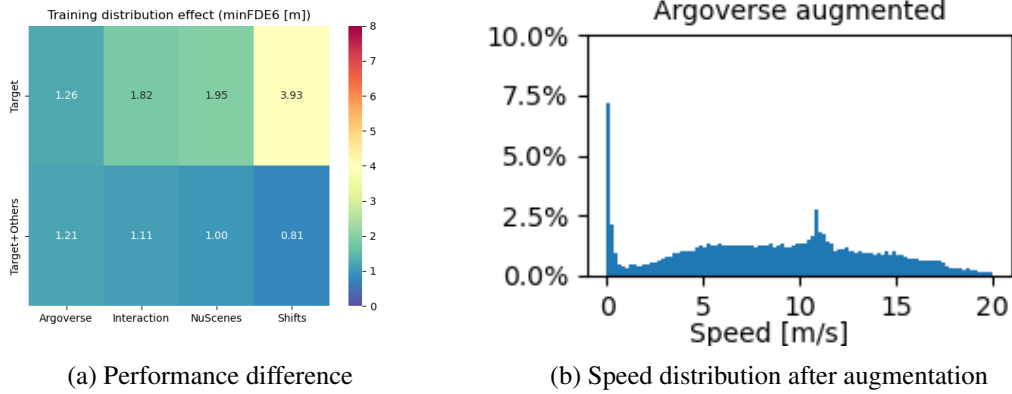 Training distribution effect (minFDE6 [m])
Target
1.26 1.82 1.95 3.93
Target+Others
1.21 1.11 1.00 0.81
Argoverse Interaction NuScenes Shifts
8
7
6
5
4
3
2
1
0
(a) Performance difference
Argoverse augmented
10.0%
7.5%
5.0%
2.5%
0.0%
0 5 10 15 20
Speed [m/s]
(b) Speed distribution after augmentation